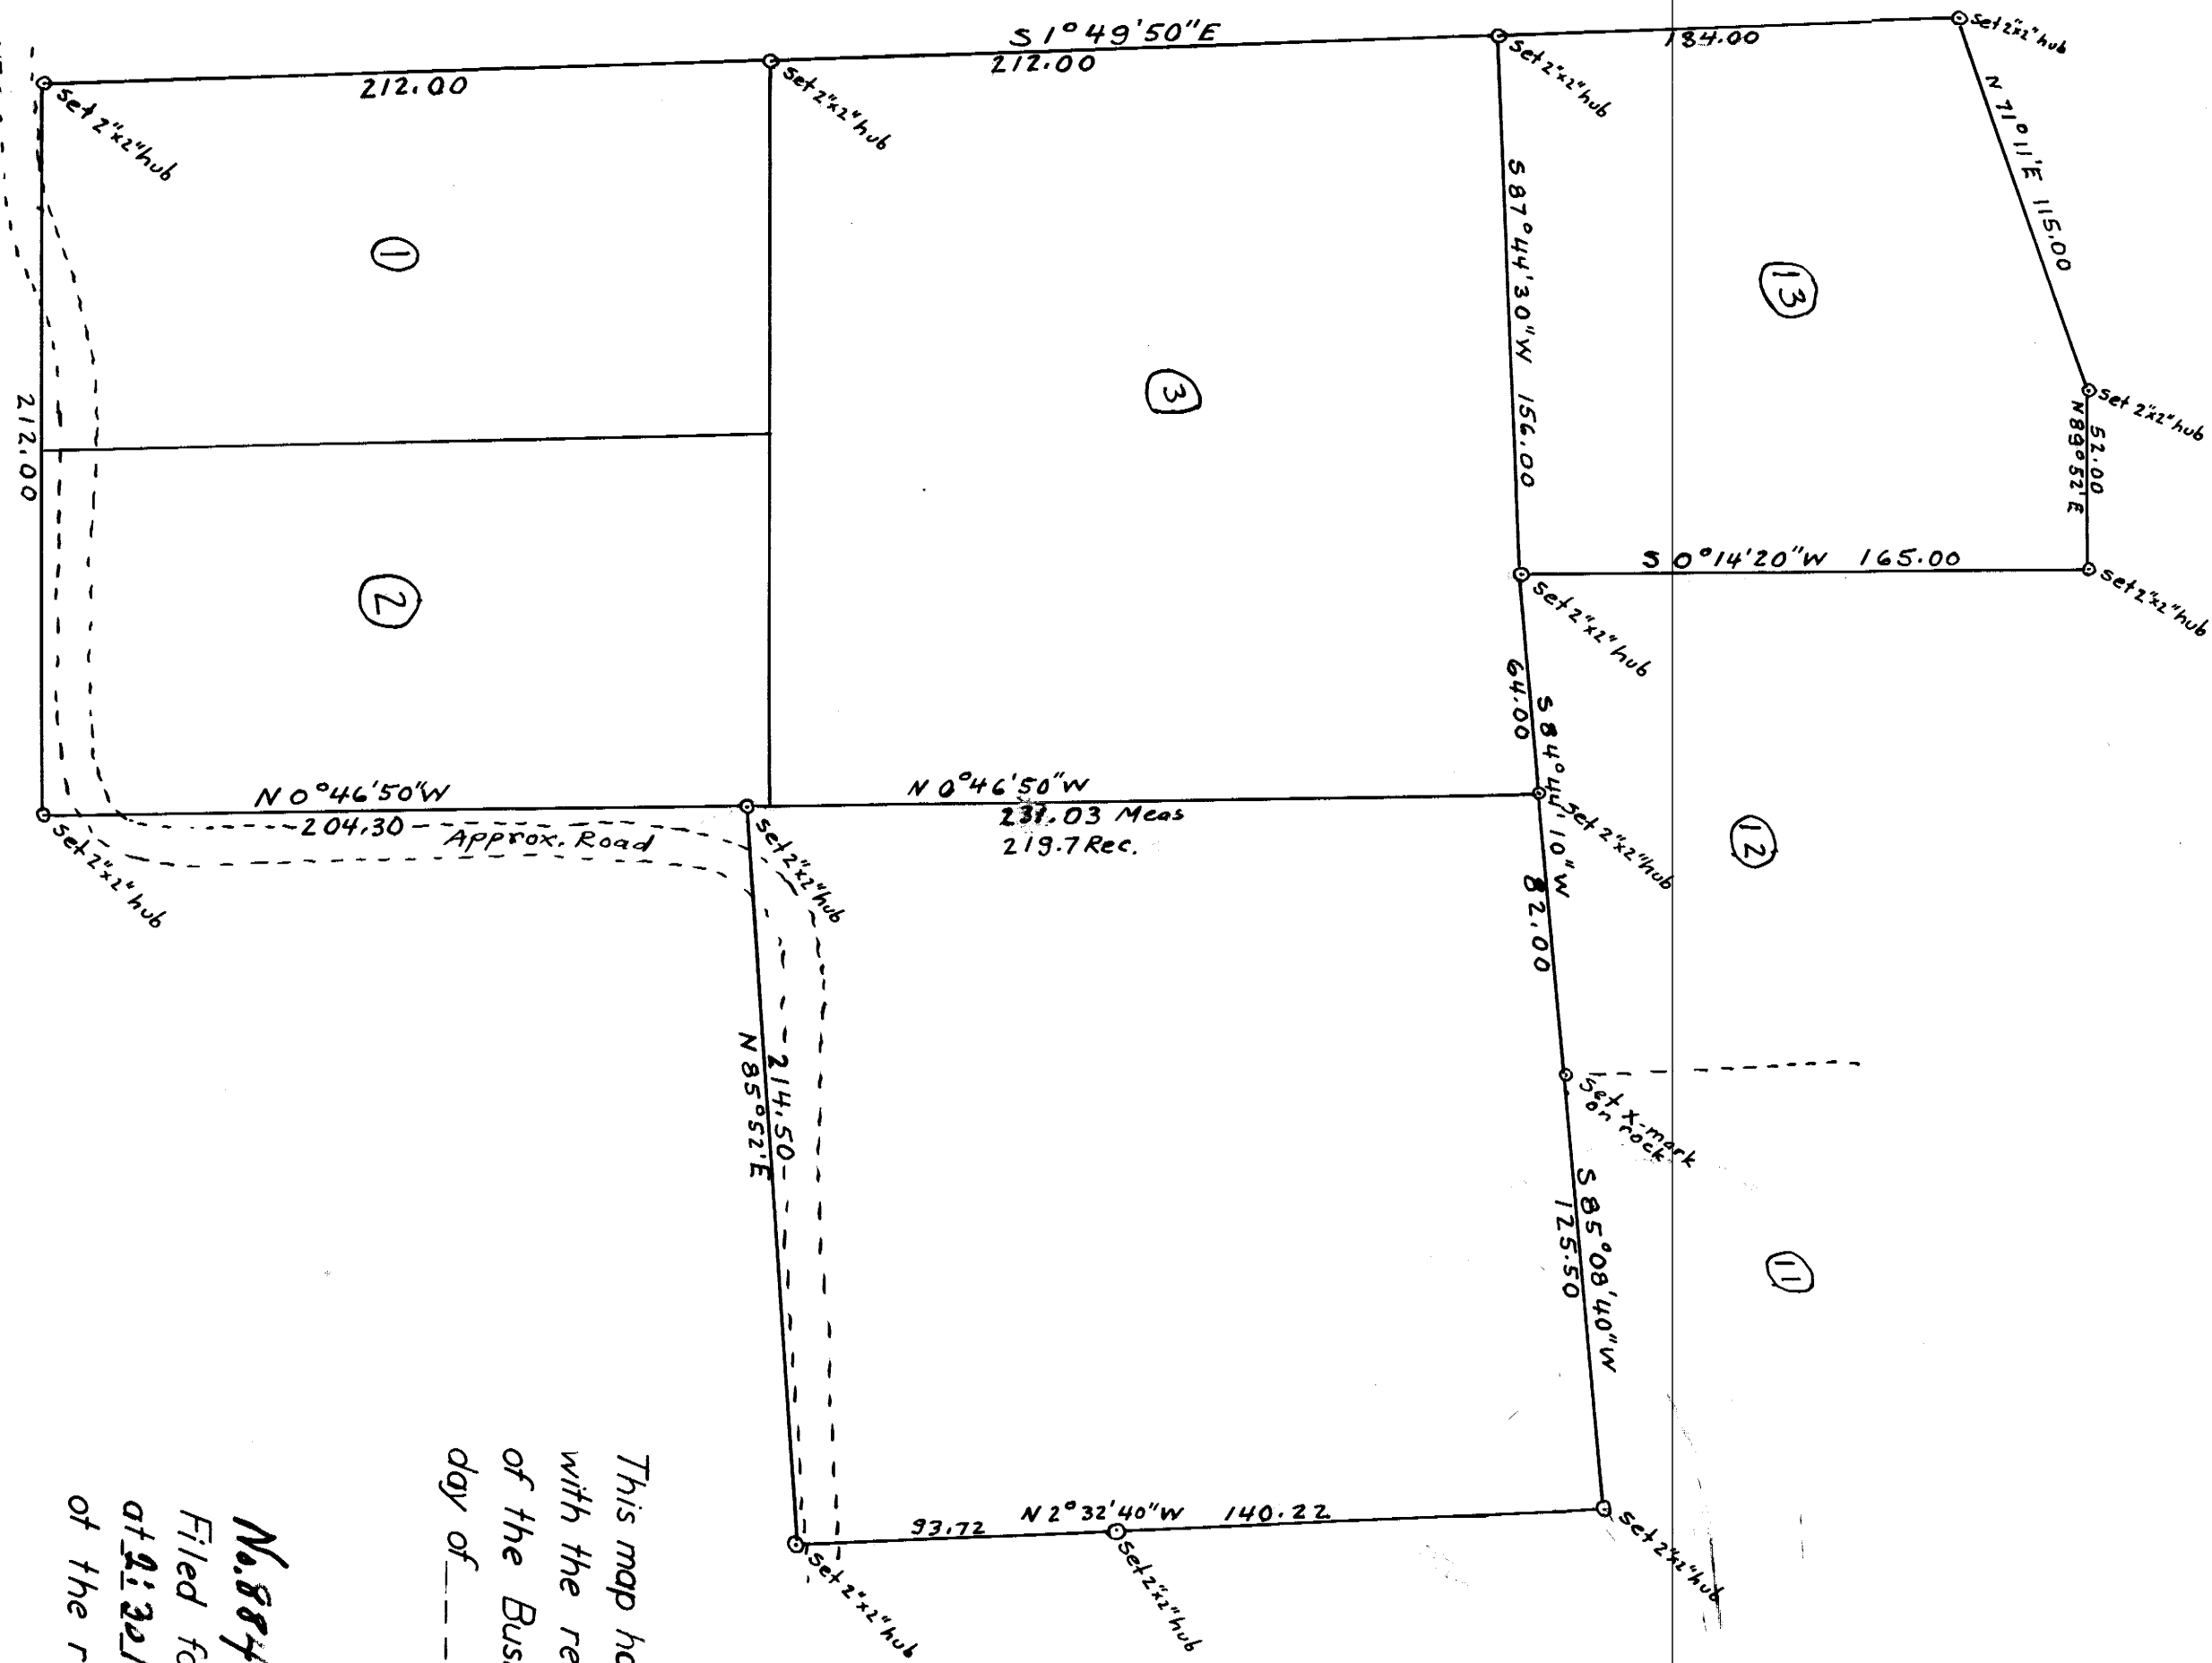 S 1°49'50"E
212.00
212.00
184.00
set 2"x2" hub
set 2"x2" hub
set 2"x2" hub
set 2"x2" hub
N 71°11'E 115.00
set 2"x2" hub
52.00
N 89°52'E
set 2"x2" hub
S 0°14'20"W 165.00
S 87°44'30"W 156.00
1
3
13
2
212.00
set 2"x2" hub
64.00
S 84°44'10"W
set 2"x2" hub
82.00
12
N 0°46'50"W
204.30
Approx. Road
set 2"x2" hub
N 0°46'50"W
237.03 Meas
219.7 Rec.
set 2"x2" hub
set x-mark
on rock
S 85°08'40"W
125.50
11
214.50
N 85°52'E
93.72
N 2°32'40"W 140.22
set 2"x2" hub
set 2"x2" hub
set 2"x2" hub
This map ha
with the re
of the Bus
day of
No. 884
Filed fo
at 2:20
of the r